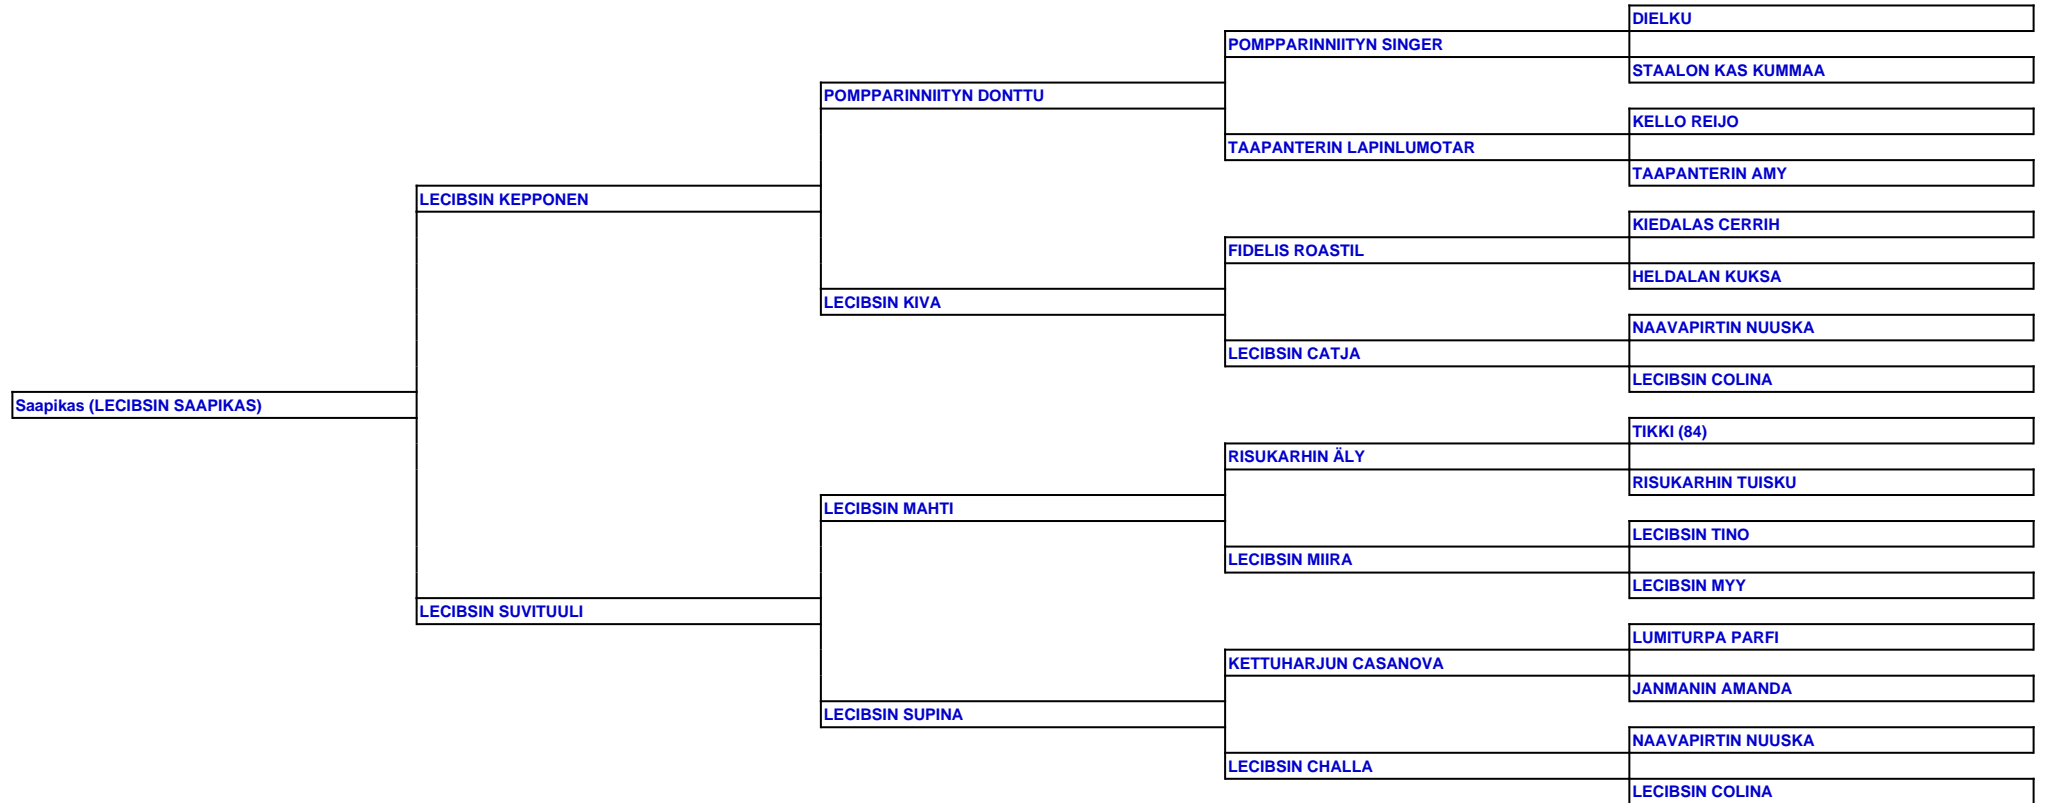 DIELKU
POMPPARINNIITYN SINGER
STAALON KAS KUMMAA
POMPPARINNIITYN DONTTU
KELLO REIJO
TAAPANTERIN LAPINLUMOTAR
TAAPANTERIN AMY
LECIBSIN KEPPONEN
KIEDALAS CERRIH
FIDELIS ROASTIL
HELDALAN KUKSA
LECIBSIN KIVA
NAAVAPIRTIN NUUSKA
LECIBSIN CATJA
LECIBSIN COLINA
Saapikas (LECIBSIN SAAPIKAS)
TIKKI (84)
RISUKARHIN ÄLY
RISUKARHIN TUISKU
LECIBSIN MAHTI
LECIBSIN TINO
LECIBSIN MIIRA
LECIBSIN MYY
LECIBSIN SUVITUULI
LUMITURPA PARFI
KETTUHARJUN CASANOVA
JANMANIN AMANDA
LECIBSIN SUPINA
NAAVAPIRTIN NUUSKA
LECIBSIN CHALLA
LECIBSIN COLINA